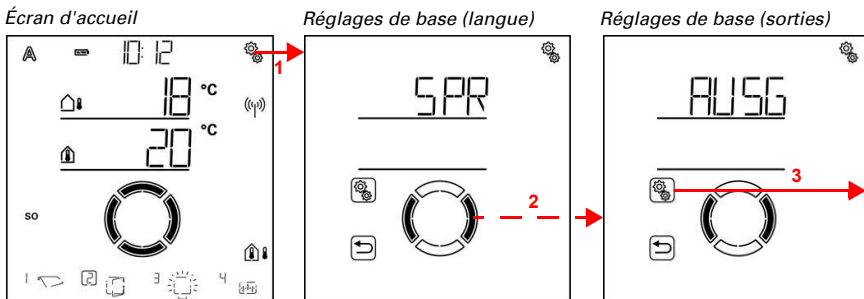 Écran d'accueil
Réglages de base (langue)
Réglages de base (sorties)
A
10:12
1
18 °C
20 °C
SO
1
2
3
4
SPR
2
AUSG
3